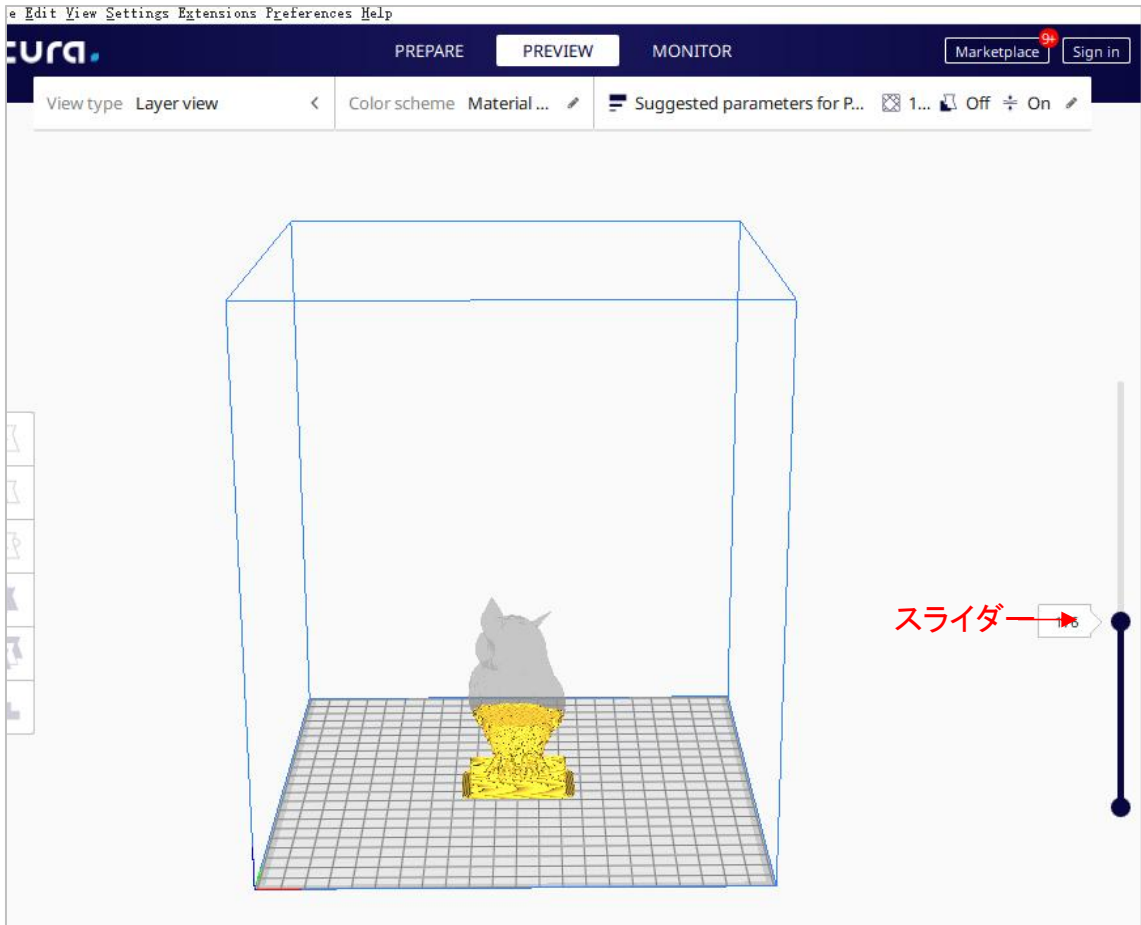 e Edit View Settings Extensions Preferences Help
cura.
PREPARE PREVIEW MONITOR Marketplace 9+ Sign in
View type Layer view < Color scheme Material ... Suggested parameters for P... 1... Off On
スライダー